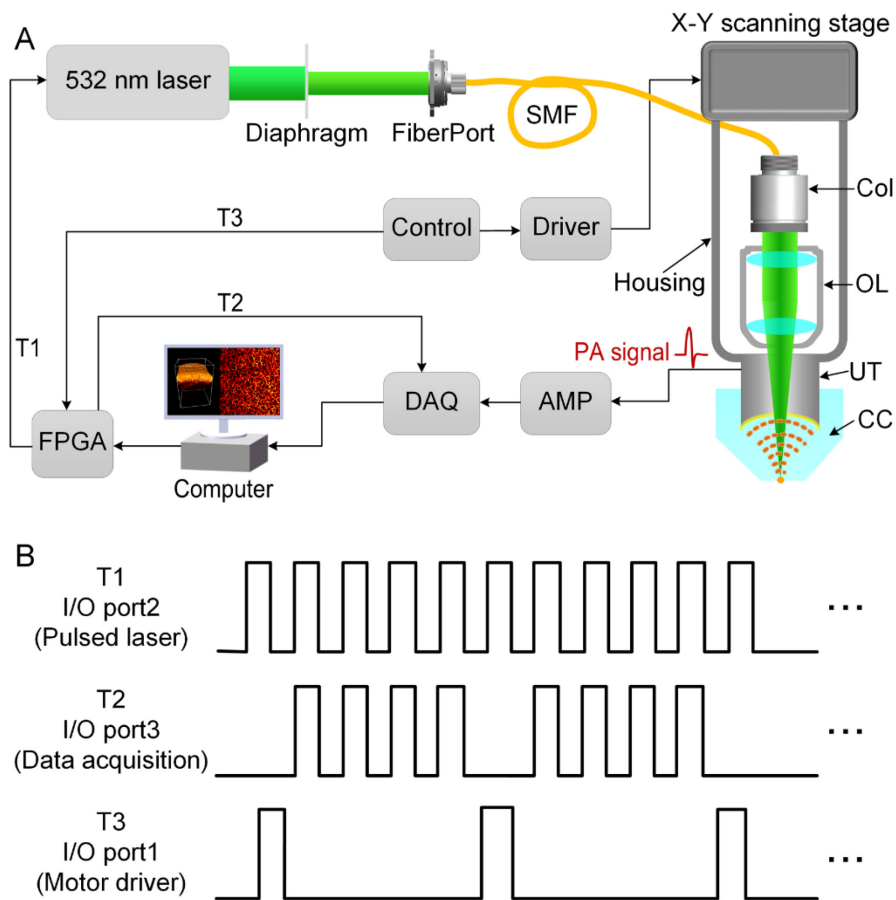 A
X-Y scanning stage
532 nm laser
Diaphragm
FiberPort
SMF
Col
T3
Control
Driver
Housing
OL
T2
T1
PA signal
UT
FPGA
DAQ
AMP
CC
Computer
B
T1
I/O port2
(Pulsed laser)
...
T2
I/O port3
(Data acquisition)
...
T3
I/O port1
(Motor driver)
...